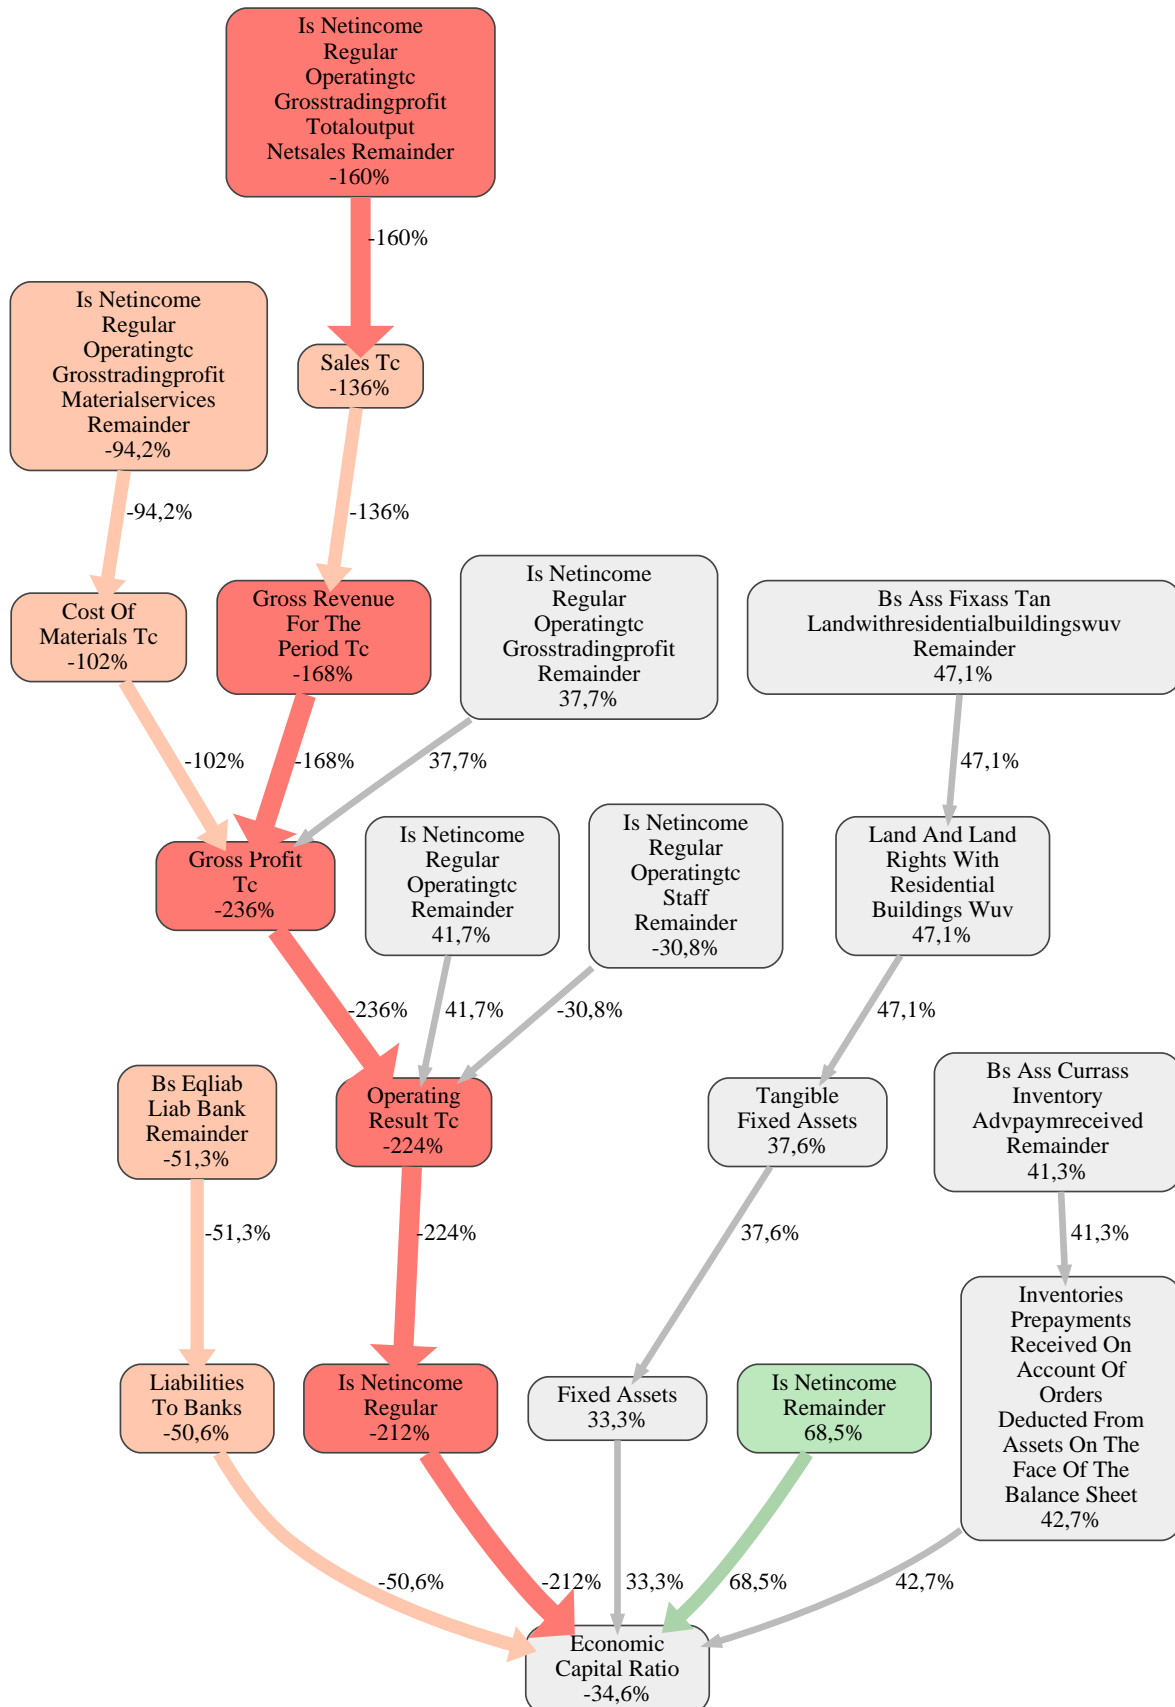 Is Netincome
Regular
Operatingtc
Grosstradingprofit
Totaloutput
Netsales Remainder
-160%
-160%
Is Netincome
Regular
Operatingtc
Grosstradingprofit
Materialservices
Remainder
-94,2%
Sales Tc
-136%
-94,2%
-136%
Cost Of
Materials Tc
-102%
Gross Revenue
For The
Period Tc
-168%
Is Netincome
Regular
Operatingtc
Grosstradingprofit
Remainder
37,7%
Bs Ass Fixass Tan
Landwithresidentialbuildingswuv
Remainder
47,1%
-102%
-168%
37,7%
47,1%
Gross Profit
Tc
-236%
Is Netincome
Regular
Operatingtc
Remainder
41,7%
Is Netincome
Regular
Operatingtc
Staff
Remainder
-30,8%
Land And Land
Rights With
Residential
Buildings Wuv
47,1%
-236%
41,7%
-30,8%
47,1%
Bs Eqliab
Liab Bank
Remainder
-51,3%
Operating
Result Tc
-224%
Tangible
Fixed Assets
37,6%
Bs Ass Currass
Inventory
Advpaymreceived
Remainder
41,3%
-51,3%
-224%
37,6%
41,3%
Liabilities
To Banks
-50,6%
Is Netincome
Regular
-212%
Fixed Assets
33,3%
Is Netincome
Remainder
68,5%
Inventories
Prepayments
Received On
Account Of
Orders
Deducted From
Assets On The
Face Of The
Balance Sheet
42,7%
-50,6%
-212%
33,3%
68,5%
42,7%
Economic
Capital Ratio
-34,6%